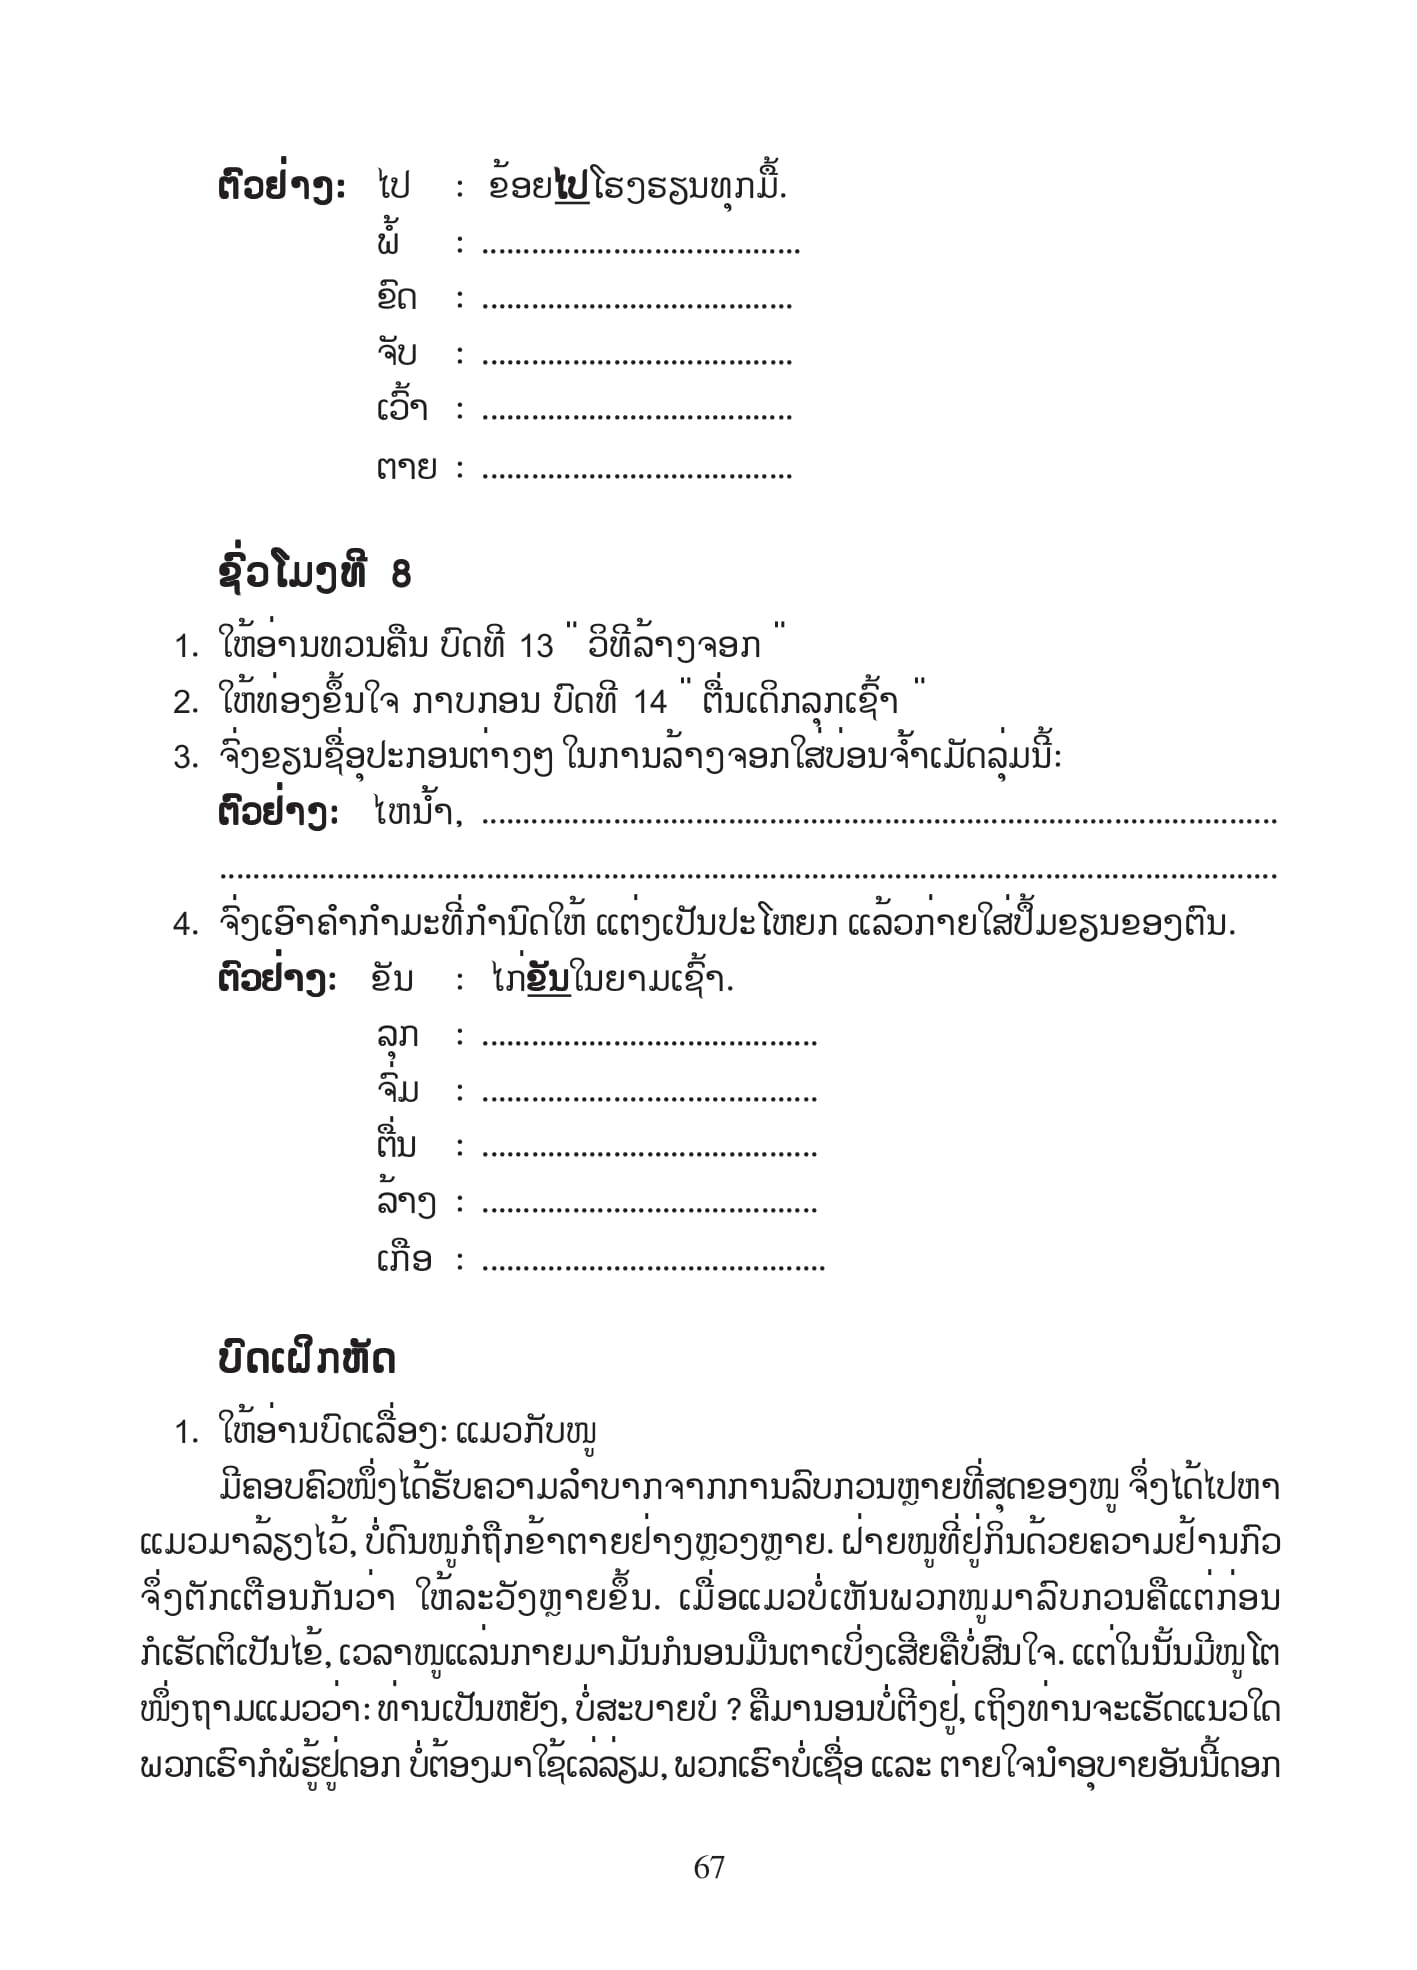 ຕົວຢ່າງ: ໄປ : ຂ້ອຍໄປໂຮງຮຽນທຸກມື້.
ພໍ້ : .......................................
ຂົດ : ......................................
ຈັບ : ......................................
ເວົ້າ : ......................................
ຕາຍ : ......................................
ຊົ່ວໂມງທີ 8
1. ໃຫ້ອ່ານທວນຄືນ ບົດທີ 13 " ວິທີລ້າງຈອກ "
2. ໃຫ້ທ່ອງຂຶ້ນໃຈ ກາບກອນ ບົດທີ 14 " ຕື່ນເດິກລຸກເຊົ້າ "
3. ຈົ່ງຂຽນຊື່ອຸປະກອນຕ່າງໆ ໃນການລ້າງຈອກໃສ່ບ່ອນຈ້ຳເມັດລຸ່ມນີ້:
ຕົວຢ່າງ: ໄຫນ້ຳ, .................................................................................................
.................................................................................................................................
4. ຈົ່ງເອົາຄຳກຳມະທີ່ກຳນົດໃຫ້ ແຕ່ງເປັນປະໂຫຍກ ແລ້ວກ່າຍໃສ່ປຶ້ມຂຽນຂອງຕົນ.
ຕົວຢ່າງ: ຂັນ : ໄກ່ຂັນໃນຍາມເຊົ້າ.
ລຸກ : .........................................
ຈົ່ມ : .........................................
ຕື່ນ : .........................................
ລ້າງ : .........................................
ເກືອ : ..........................................
ບົດເຝິກຫັດ
1. ໃຫ້ອ່ານບົດເລື່ອງ: ແມວກັບໜູ
ມີຄອບຄົວໜຶ່ງໄດ້ຮັບຄວາມລຳບາກຈາກການລົບກວນຫຼາຍທີ່ສຸດຂອງໜູ ຈຶ່ງໄດ້ໄປຫາ
ແມວມາລ້ຽງໄວ້, ບໍ່ດົນໜູກໍຖືກຂ້າຕາຍຢ່າງຫຼວງຫຼາຍ. ຝ່າຍໜູທີ່ຢູ່ກິນດ້ວຍຄວາມຢ້ານກົວ
ຈຶ່ງຕັກເຕືອນກັນວ່າ ໃຫ້ລະວັງຫຼາຍຂຶ້ນ. ເມື່ອແມວບໍ່ເຫັນພວກໜູມາລົບກວນຄືແຕ່ກ່ອນ
ກໍເຮັດຕິເປັນໄຂ້, ເວລາໜູແລ່ນກາຍມາມັນກໍນອນມືນຕາເບິ່ງເສີຍຄືບໍ່ສົນໃຈ. ແຕ່ໃນນັ້ນມີໜູໂຕ
ໜຶ່ງຖາມແມວວ່າ: ທ່ານເປັນຫຍັງ, ບໍ່ສະບາຍບໍ ? ຄືມານອນບໍ່ຕີງຢູ່, ເຖິງທ່ານຈະເຮັດແນວໃດ
ພວກເຮົາກໍພໍຮູ້ຢູ່ດອກ ບໍ່ຕ້ອງມາໃຊ້ເລ່ລ່ຽມ, ພວກເຮົາບໍ່ເຊື່ອ ແລະ ຕາຍໃຈນຳອຸບາຍອັນນີ້ດອກ
67